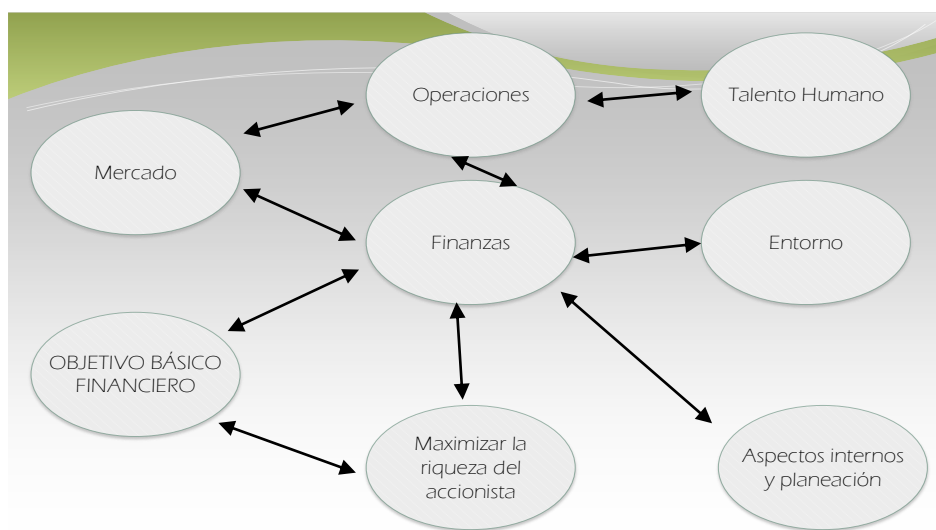 Operaciones
Talento Humano
Mercado
Finanzas
Entorno
OBJETIVO BÁSICO
FINANCIERO
Maximizar la
riqueza del
accionista
Aspectos internos
y planeación